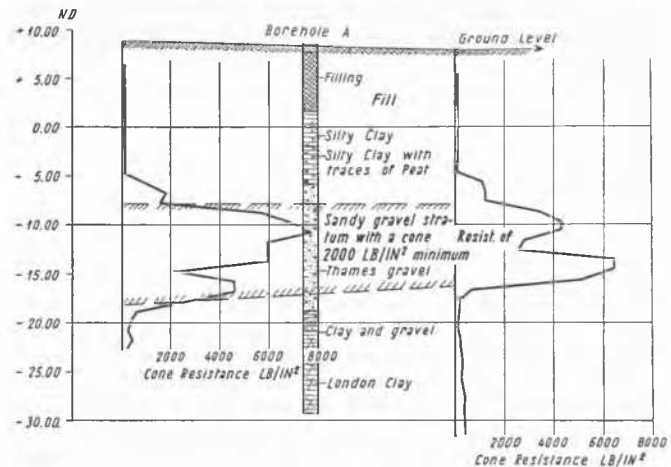 ND
Borehole A
Ground Level
+10.00
+ 5.00
0.00
- 5.00
-10.00
-15.00
-20.00
-25.00
-30.00
Filling
Fill
Silty Clay
Silty Clay with
traces of Peat
Sandy gravel stra-
lum with a cone Resist. of
2000 LB/IN² minimum
Thames gravel
Clay and gravel
London Clay
2000 4000 6000 8000
Cone Resistance LB/IN²
2000 4000 6000 8000
Cone Resistance LB/IN²